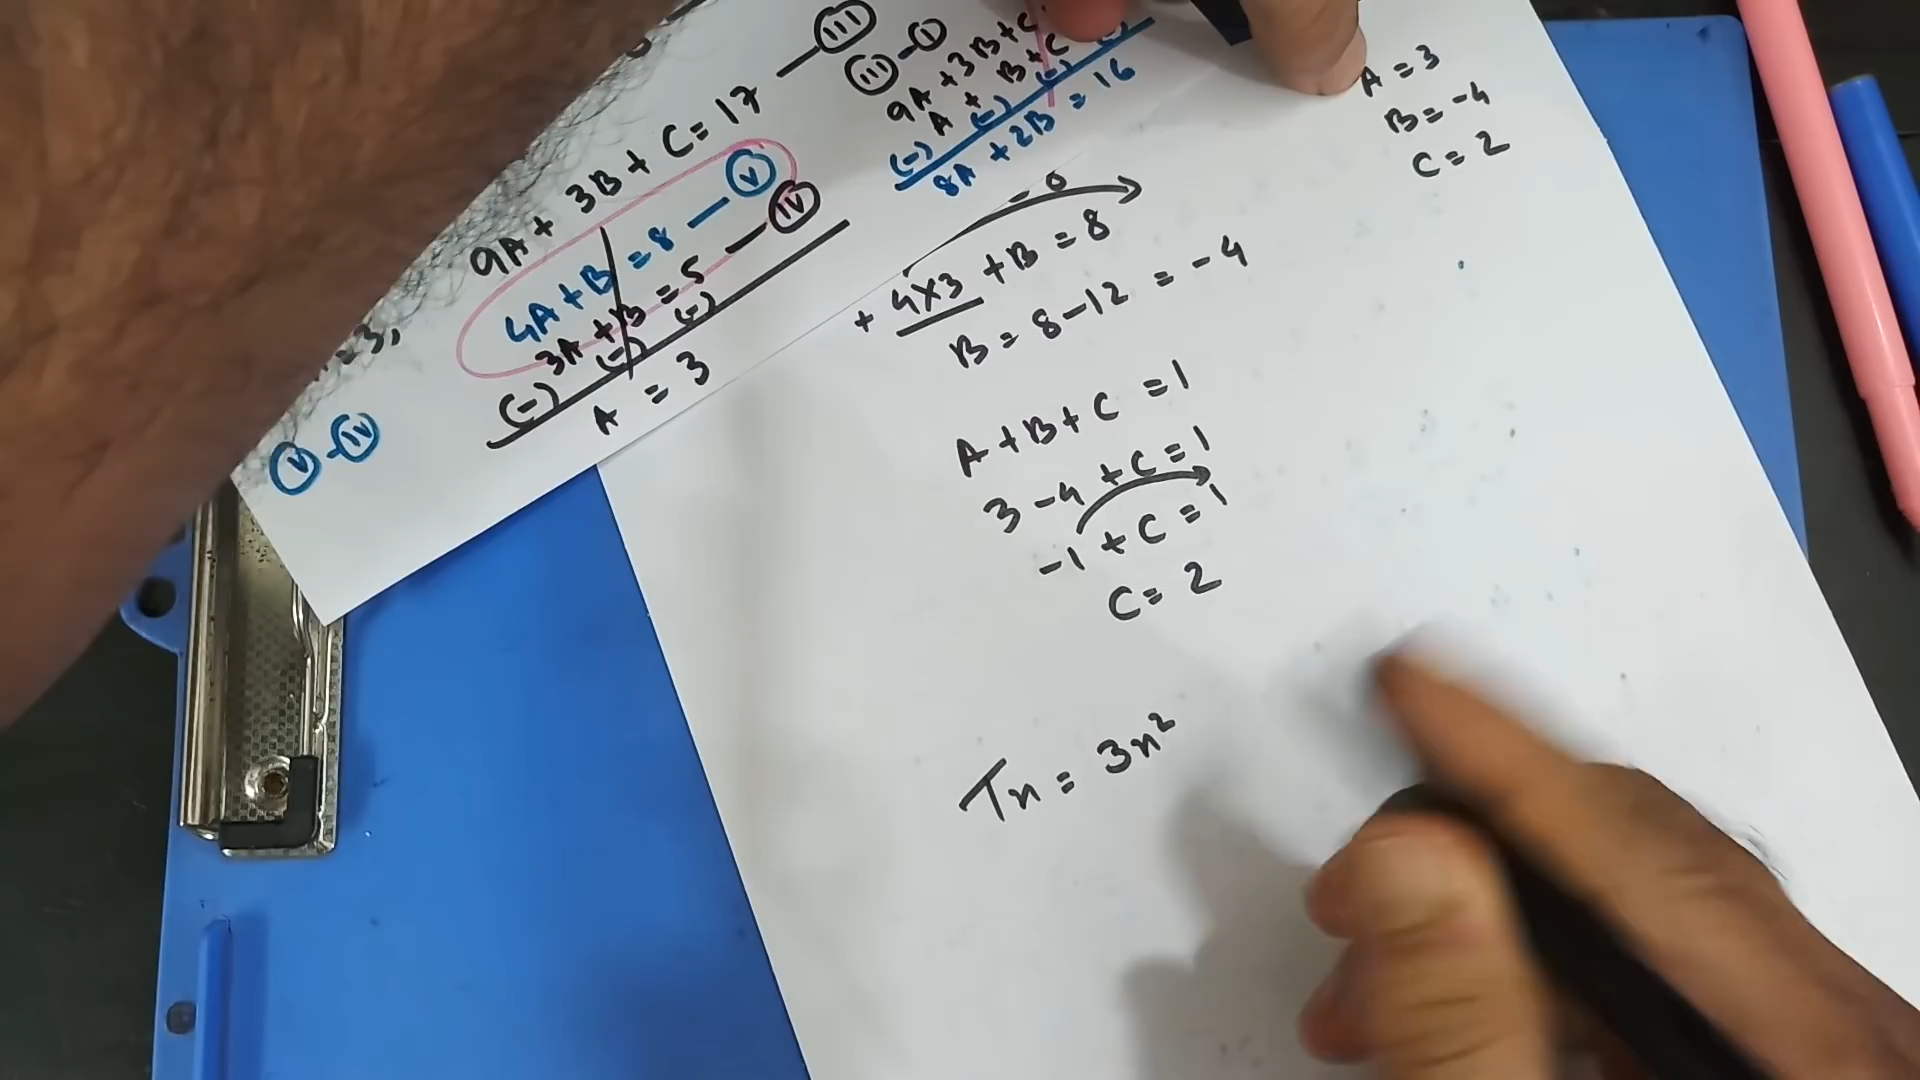 9A + 3B + C = 17 — (III)
4A + B = 8 — (V)
3A + B = 5 — (IV)
(-) (-) (-)
A = 3
= 3,
(V) - (IV)
(III) - (I)
9A + 3B + C
A + B + C
(-) (-) (-) (-)
8A + 2B = 16
+ 4×3 + B = 8
B = 8 - 12 = -4
A + B + C = 1
3 - 4 + C = 1
-1 + C = 1
C = 2
Tn = 3n²
A = 3
B = -4
C = 2